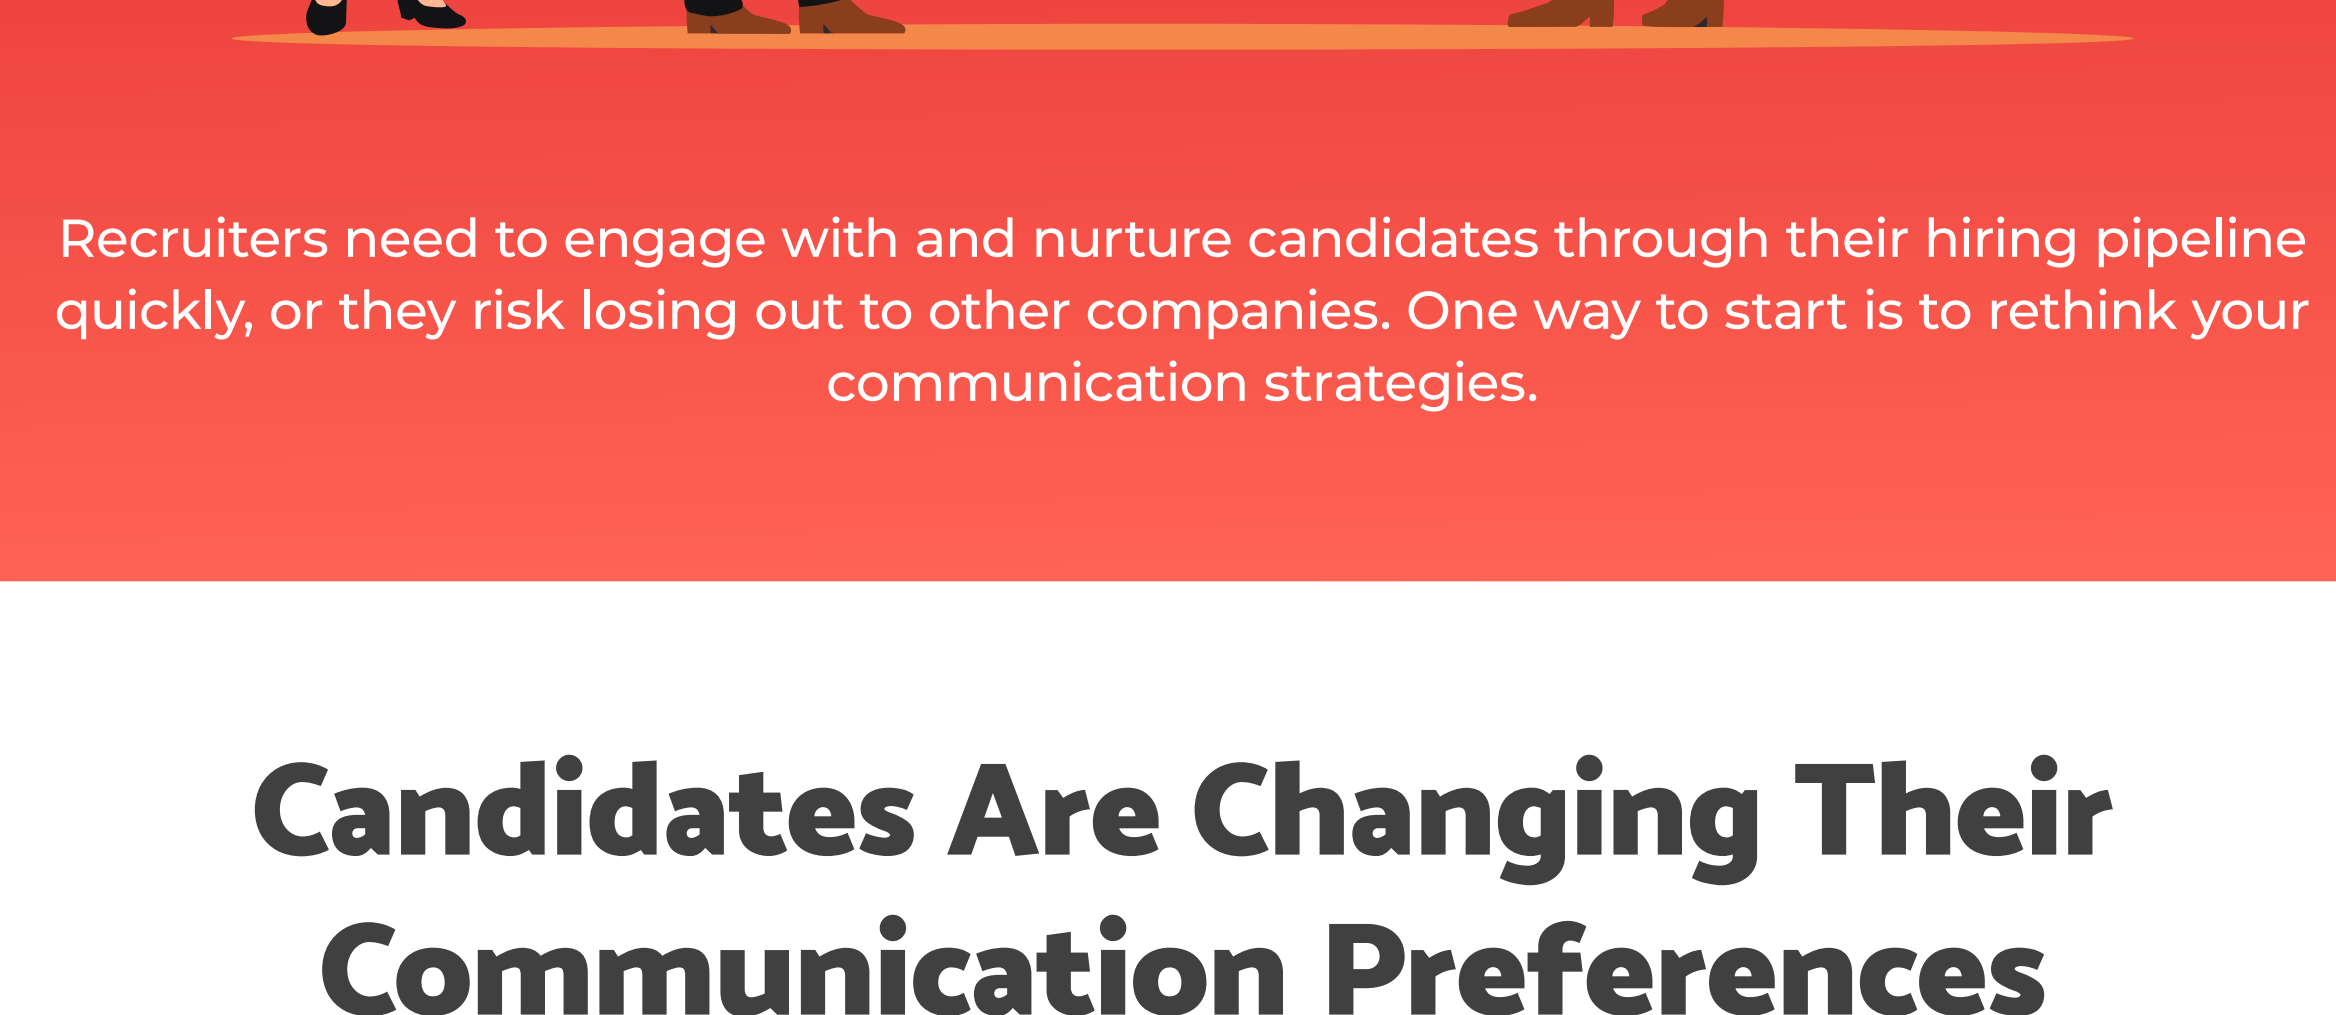 Recruiters need to engage with and nurture candidates through their hiring pipeline
quickly, or they risk losing out to other companies. One way to start is to rethink your
communication strategies.
Candidates Are Changing Their
Communication Preferences